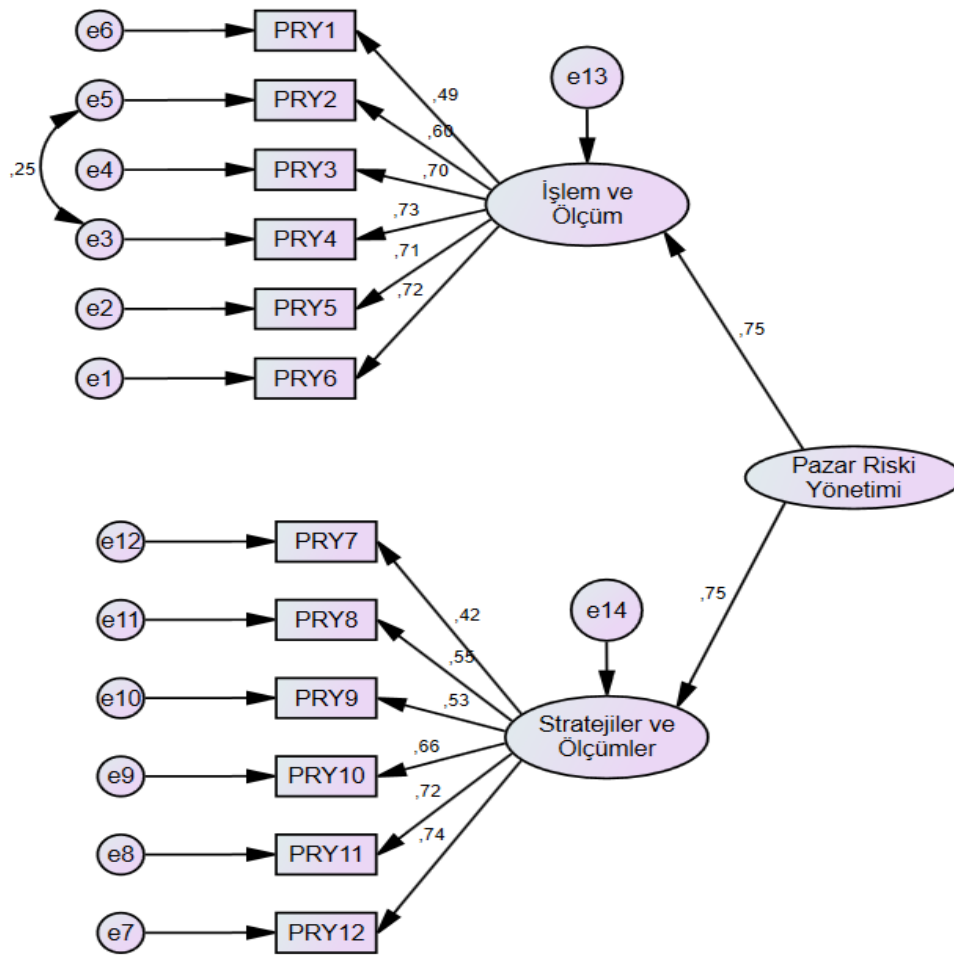 e6
PRY1
e5
PRY2
e4
PRY3
e3
PRY4
e2
PRY5
e1
PRY6
,25
,49
,60
,70
,73
,71
,72
e13
İşlem ve
Ölçüm
,75
Pazar Riski
Yönetimi
,75
e12
PRY7
e11
PRY8
e10
PRY9
e9
PRY10
e8
PRY11
e7
PRY12
,42
,55
,53
,66
,72
,74
e14
Stratejiler ve
Ölçümler